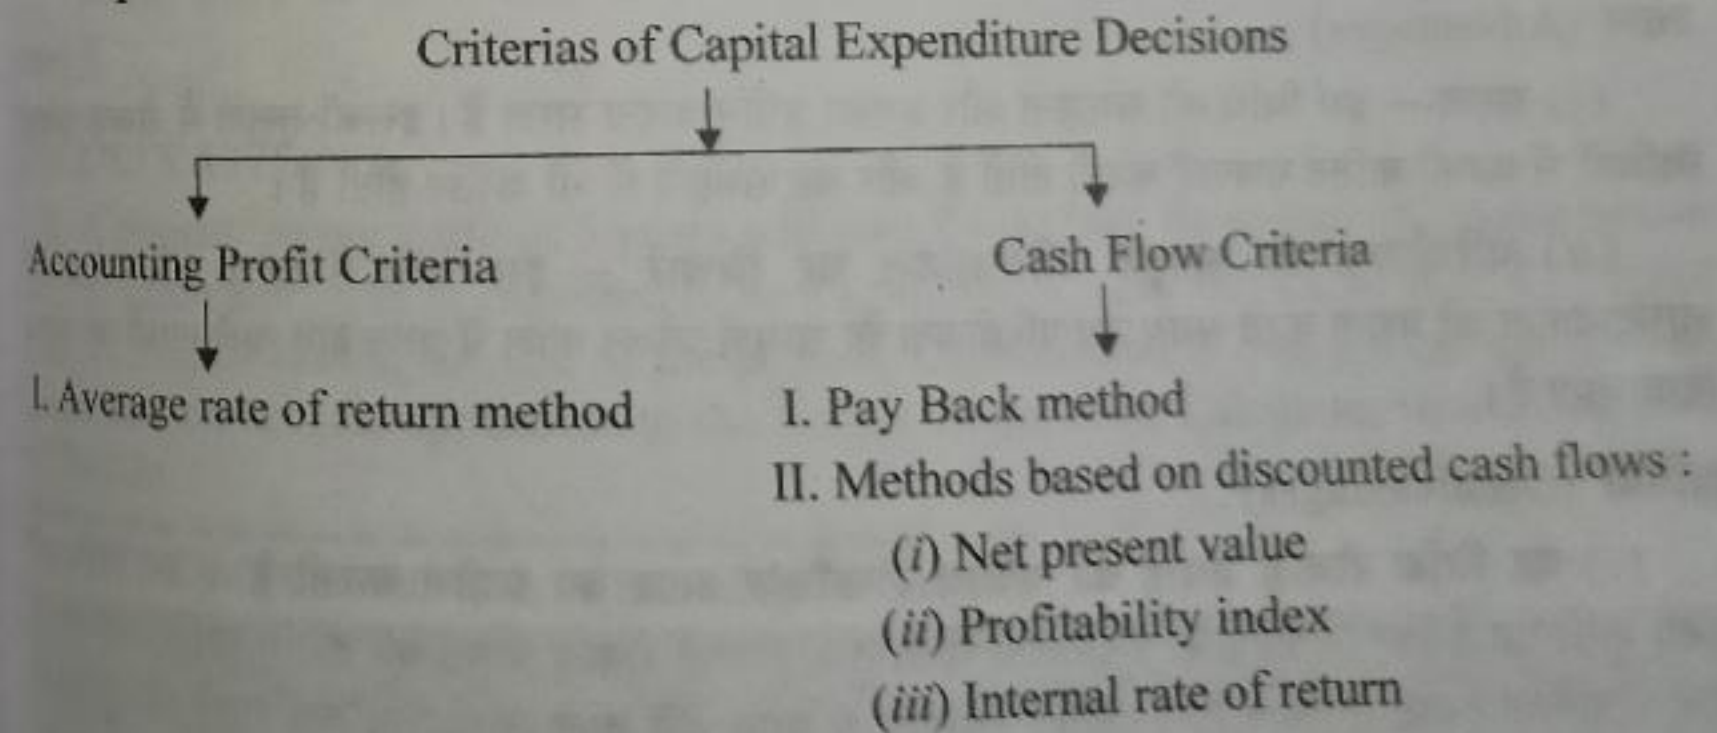 Criterias of Capital Expenditure Decisions
Accounting Profit Criteria
I. Average rate of return method
Cash Flow Criteria
I. Pay Back method
II. Methods based on discounted cash flows :
(i) Net present value
(ii) Profitability index
(iii) Internal rate of return